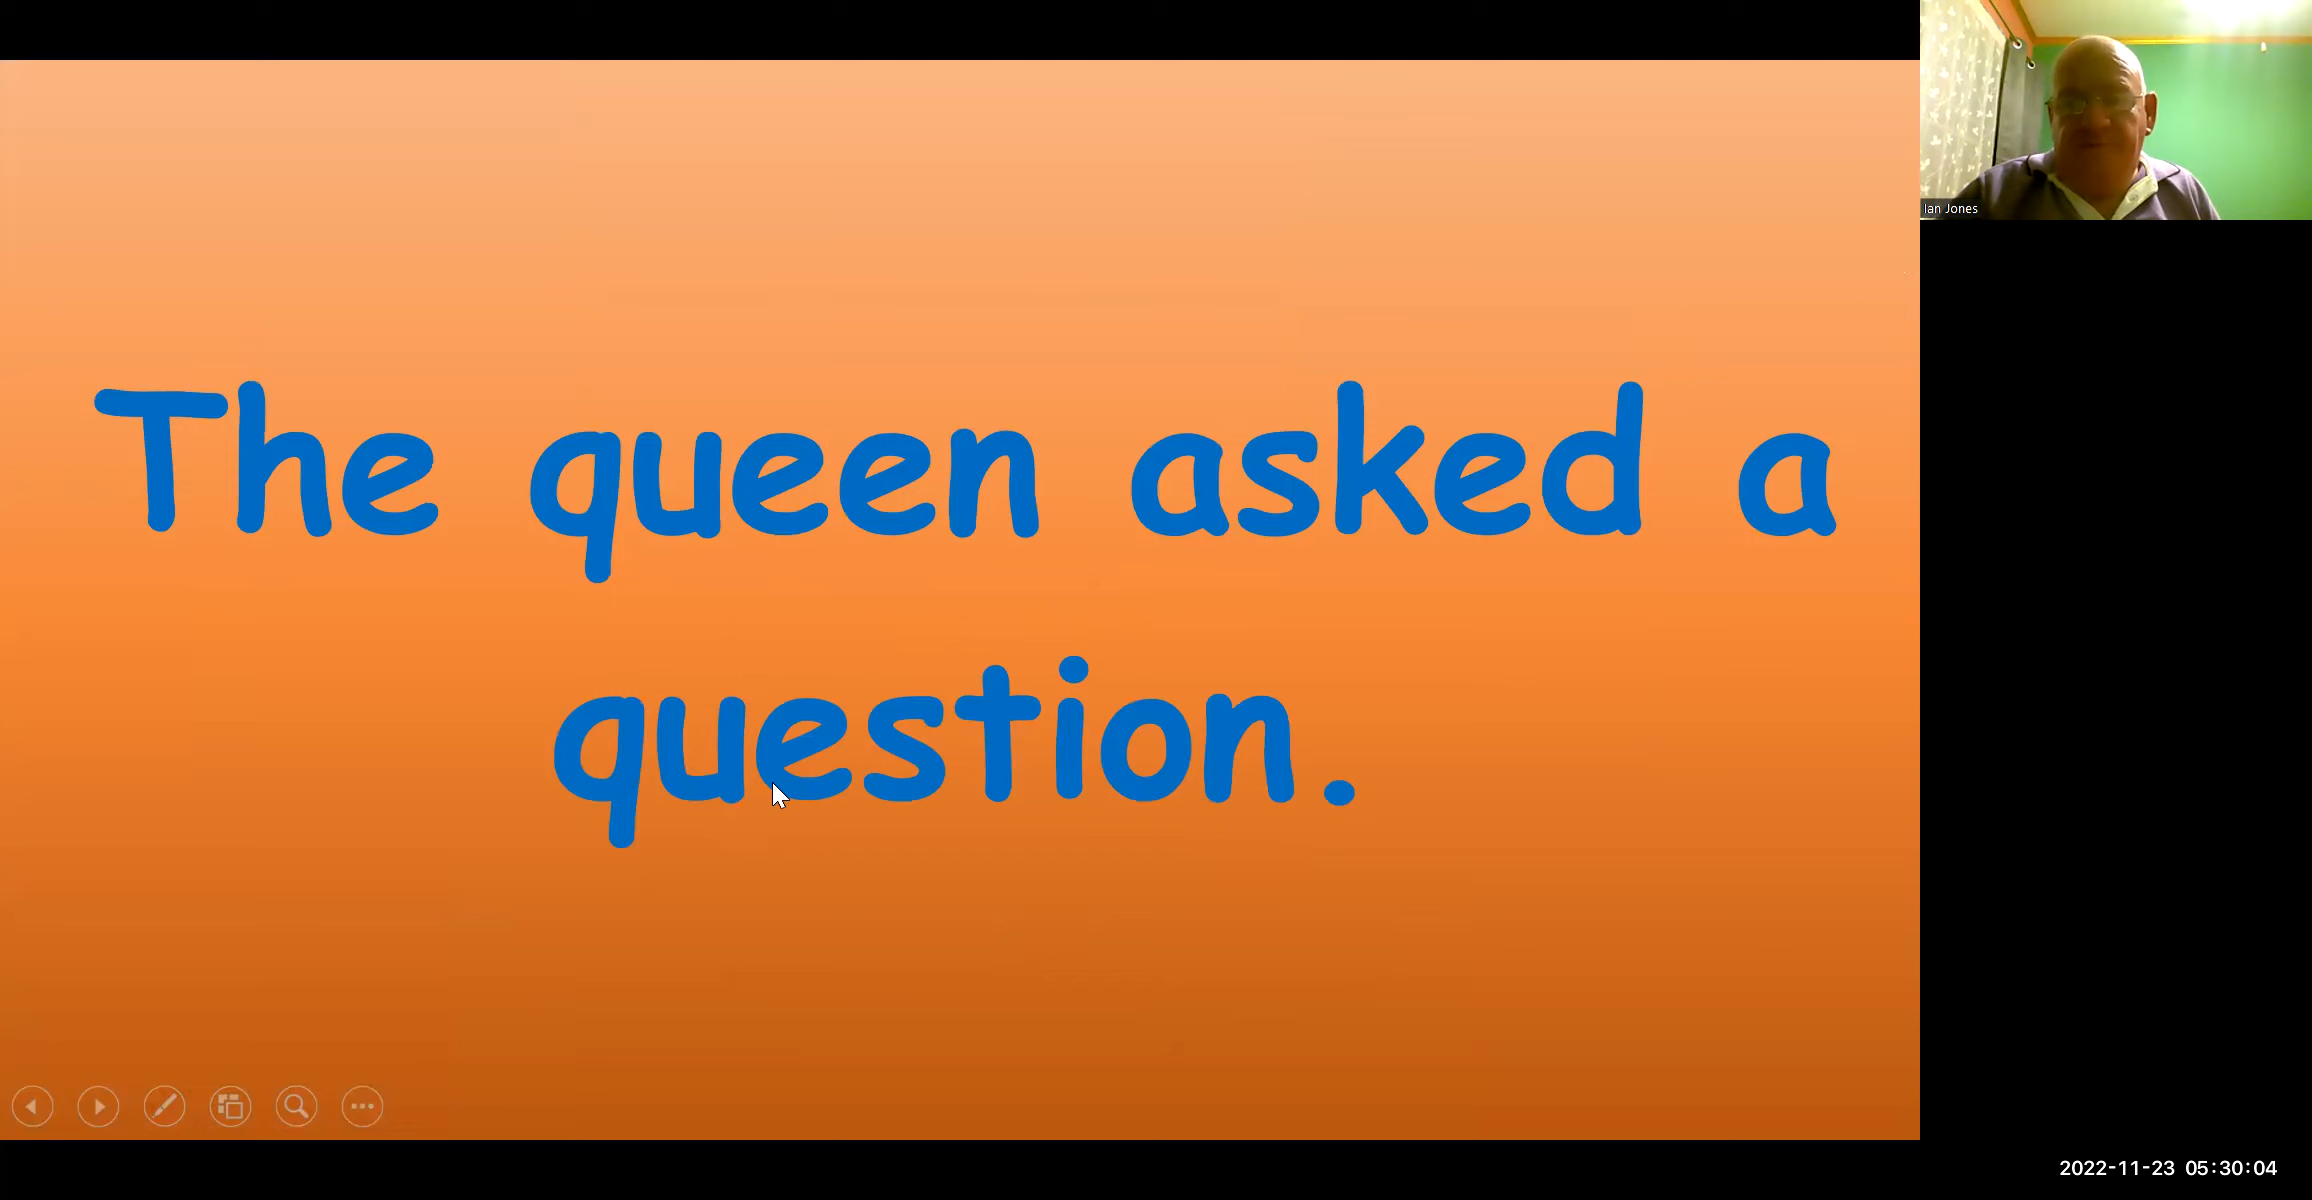 The queen asked a
question.
Ian Jones
2022-11-23 05:30:04